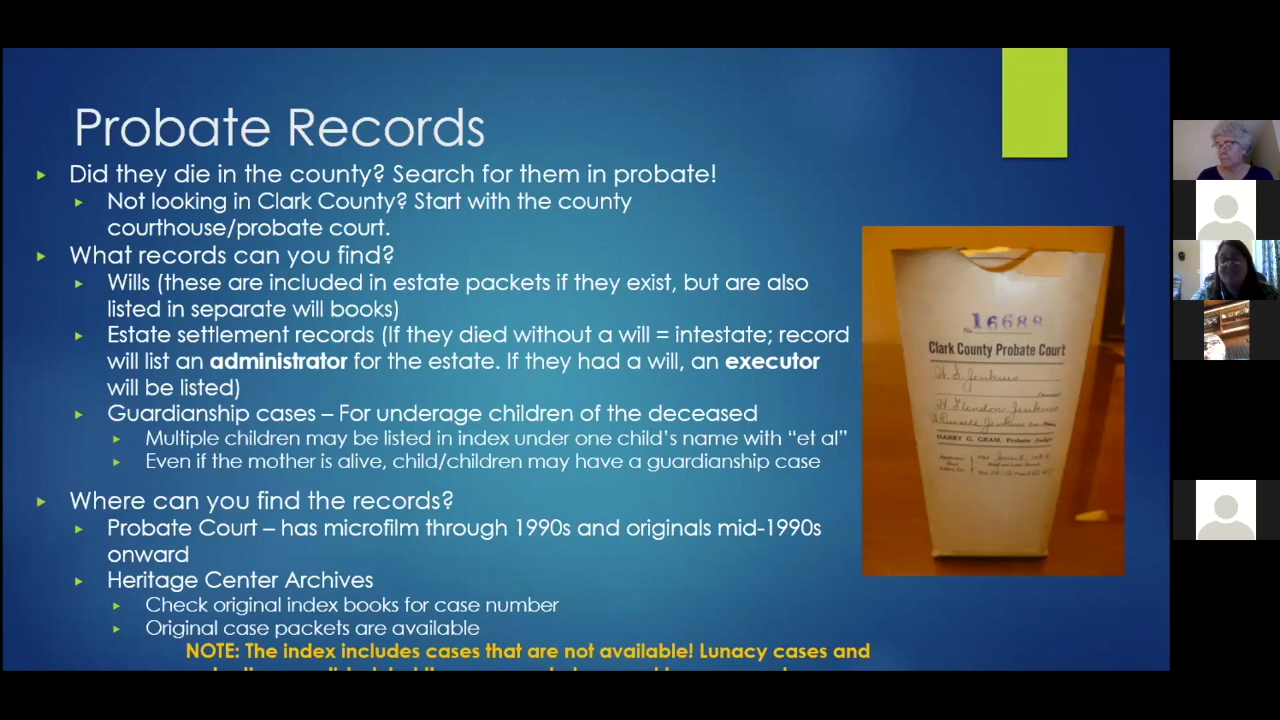 Probate Records
Did they die in the county? Search for them in probate!
Not looking in Clark County? Start with the county
courthouse/probate court.
What records can you find?
Wills (these are included in estate packets if they exist, but are also
listed in separate will books)
Estate settlement records (If they died without a will = intestate; record
will list an administrator for the estate. If they had a will, an executor
will be listed)
Guardianship cases – For underage children of the deceased
Multiple children may be listed in index under one child's name with "et al"
Even if the mother is alive, child/children may have a guardianship case
Where can you find the records?
Probate Court – has microfilm through 1990s and originals mid-1990s
onward
Heritage Center Archives
Check original index books for case number
Original case packets are available
NOTE: The index includes cases that are not available! Lunacy cases and
No. 16688
Clark County Probate Court
Jenkins
Jenkins
Jenkins
HARRY G. GRAM, Probate Judge